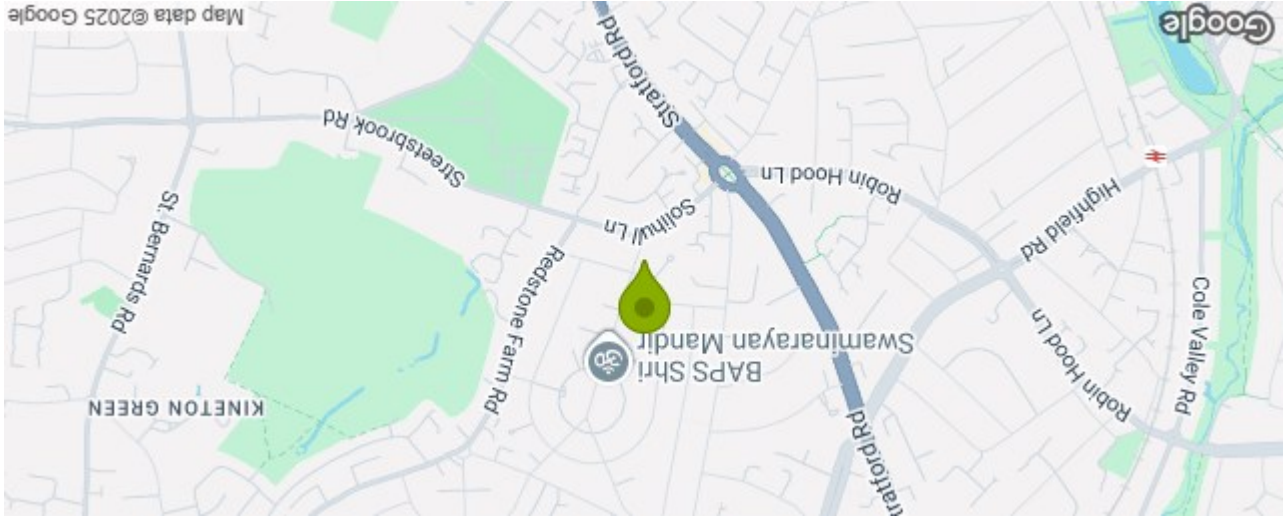 tratford Rd
KINETON GREEN
Robin Hood Ln
BAPS Shri
Swaminarayan Mandir
Cole Valley Rd
Redstone Farm Rd
St. Bernards Rd
Highfield Rd
Solihull Ln
Robin Hood Ln
Streetsbrook Rd
Stratford Rd
Google
Map data ©2025 Google